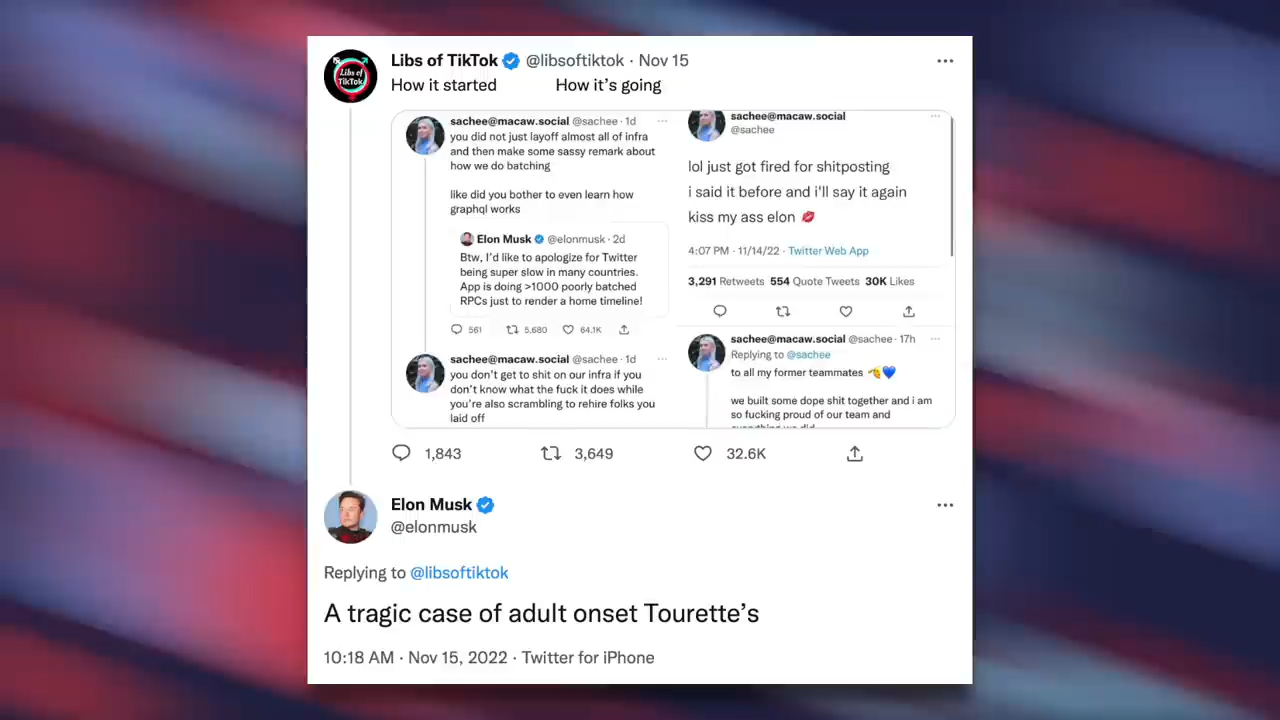 Libs of TikTok @libsoftiktok · Nov 15
How it started How it's going
Libs of TikTok
sachee@macaw.social @sachee · 1d
you did not just layoff almost all of infra
and then make some sassy remark about
how we do batching
like did you bother to even learn how
graphql works
Elon Musk @elonmusk · 2d
Btw, I'd like to apologize for Twitter
being super slow in many countries.
App is doing >1000 poorly batched
RPCs just to render a home timeline!
561 5,680 64.1K
sachee@macaw.social @sachee · 1d
you don't get to shit on our infra if you
don't know what the fuck it does while
you're also scrambling to rehire folks you
laid off
sachee@macaw.social
@sachee
lol just got fired for shitposting
i said it before and i'll say it again
kiss my ass elon 💋
4:07 PM · 11/14/22 · Twitter Web App
3,291 Retweets 554 Quote Tweets 30K Likes
sachee@macaw.social @sachee · 17h
Replying to @sachee
to all my former teammates 🫡💙
we built some dope shit together and i am
so fucking proud of our team and
everything we did
1,843 3,649 32.6K
Elon Musk
@elonmusk
Replying to @libsoftiktok
A tragic case of adult onset Tourette's
10:18 AM · Nov 15, 2022 · Twitter for iPhone